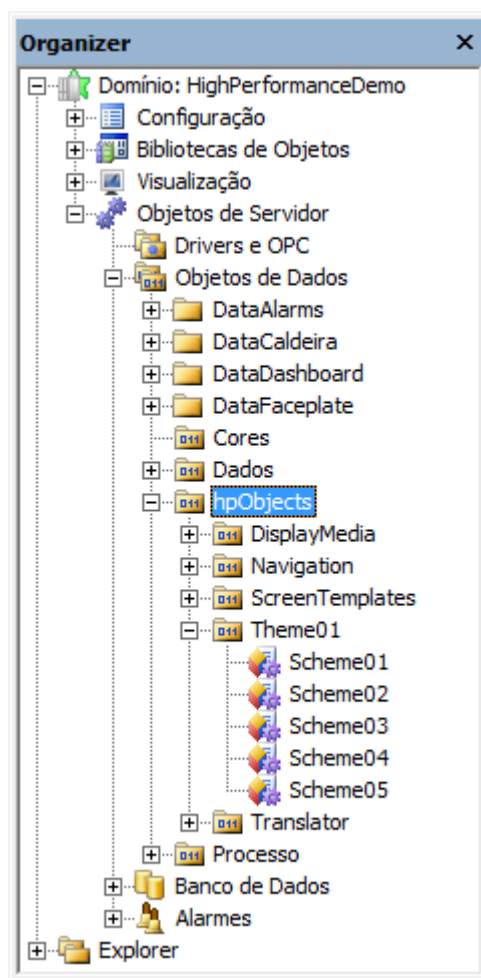 Organizer
Domínio: HighPerformanceDemo
Configuração
Bibliotecas de Objetos
Visualização
Objetos de Servidor
Drivers e OPC
Objetos de Dados
DataAlarms
DataCaldeira
DataDashboard
DataFaceplate
Cores
Dados
hpObjects
DisplayMedia
Navigation
ScreenTemplates
Theme01
Scheme01
Scheme02
Scheme03
Scheme04
Scheme05
Translator
Processo
Banco de Dados
Alarmes
Explorer